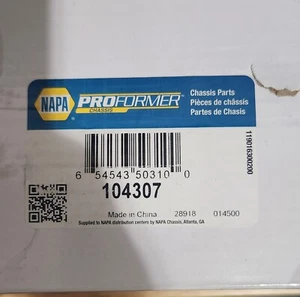 NAPA
PROFORMER
CHASSIS
Chassis Parts
Pièces de châssis
Partes de Chasis
11901630O200
6 54543 50310 0
104307
Made in China 28918 014500
Supplied to NAPA distribution centers by NAPA Chassis, Atlanta, GA